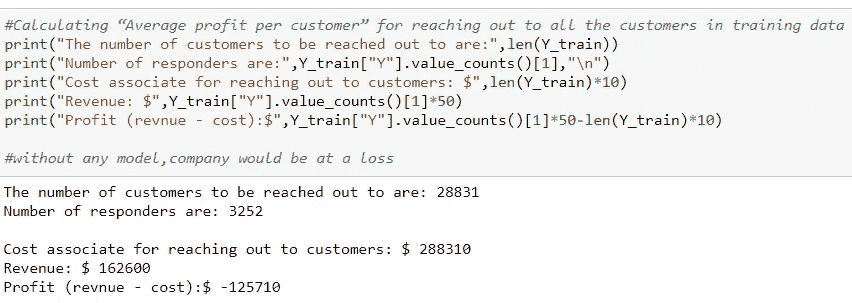 #Calculating “Average profit per customer” for reaching out to all the customers in training data
print("The number of customers to be reached out to are:",len(Y_train))
print("Number of responders are:",Y_train["Y"].value_counts()[1],"\n")
print("Cost associate for reaching out to customers: $",len(Y_train)*10)
print("Revenue: $",Y_train["Y"].value_counts()[1]*50)
print("Profit (revnue - cost):$",Y_train["Y"].value_counts()[1]*50-len(Y_train)*10)
#without any model,company would be at a loss
The number of customers to be reached out to are: 28831
Number of responders are: 3252
Cost associate for reaching out to customers: $ 288310
Revenue: $ 162600
Profit (revnue - cost):$ -125710